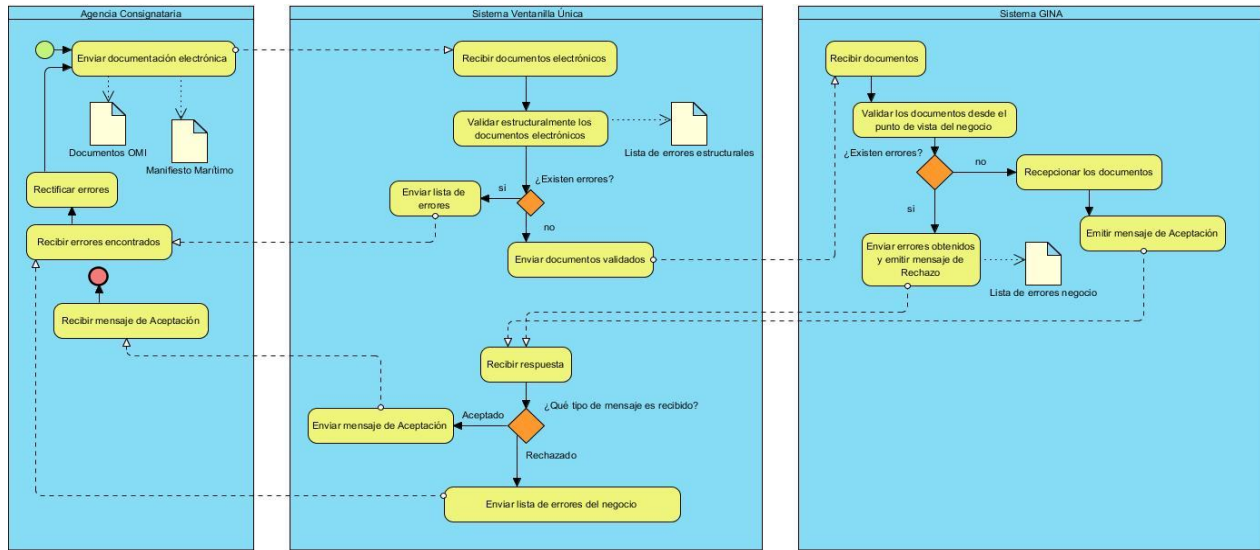 Agencia Consignataria
Enviar documentación electrónica
Documentos OMI
Manifiesto Marítimo
Rectificar errores
Recibir errores encontrados
Recibir mensaje de Aceptación
Sistema Ventanilla Única
Recibir documentos electrónicos
Validar estructuralmente los
documentos electrónicos
Lista de errores estructurales
¿Existen errores?
si
Enviar lista de
errores
no
Enviar documentos validados
Recibir respuesta
¿Qué tipo de mensaje es recibido?
Aceptado
Enviar mensaje de Aceptación
Rechazado
Enviar lista de errores del negocio
Sistema GINA
Recibir documentos
Validar los documentos desde el
punto de vista del negocio
¿Existen errores?
no
Recepcionar los documentos
si
Emitir mensaje de Aceptación
Enviar errores obtenidos
y emitir mensaje de
Rechazo
Lista de errores negocio